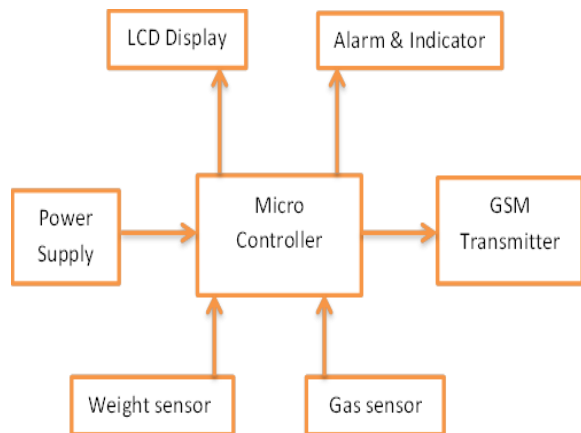 LCD Display
Alarm & Indicator
Power
Supply
Micro
Controller
GSM
Transmitter
Weight sensor
Gas sensor